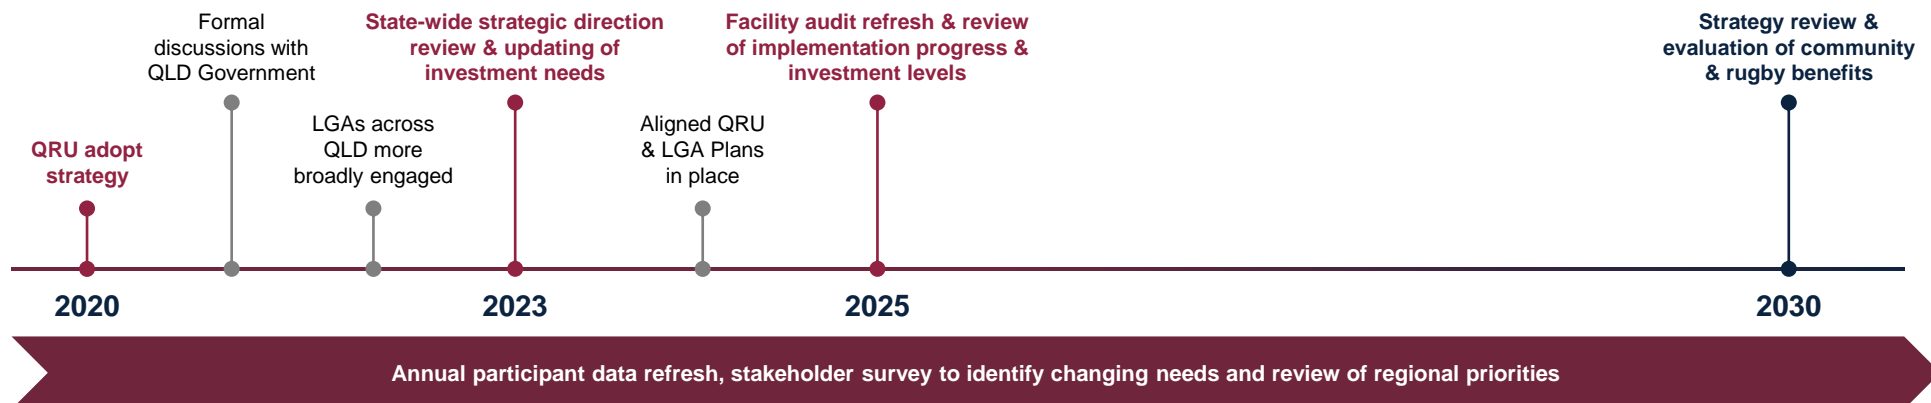 QRU adopt
strategy
Formal
discussions with
QLD Government
LGAs across
QLD more
broadly engaged
State-wide strategic direction
review & updating of
investment needs
Aligned QRU
& LGA Plans
in place
Facility audit refresh & review
of implementation progress &
investment levels
Strategy review &
evaluation of community
& rugby benefits
2020
2023
2025
2030
Annual participant data refresh, stakeholder survey to identify changing needs and review of regional priorities